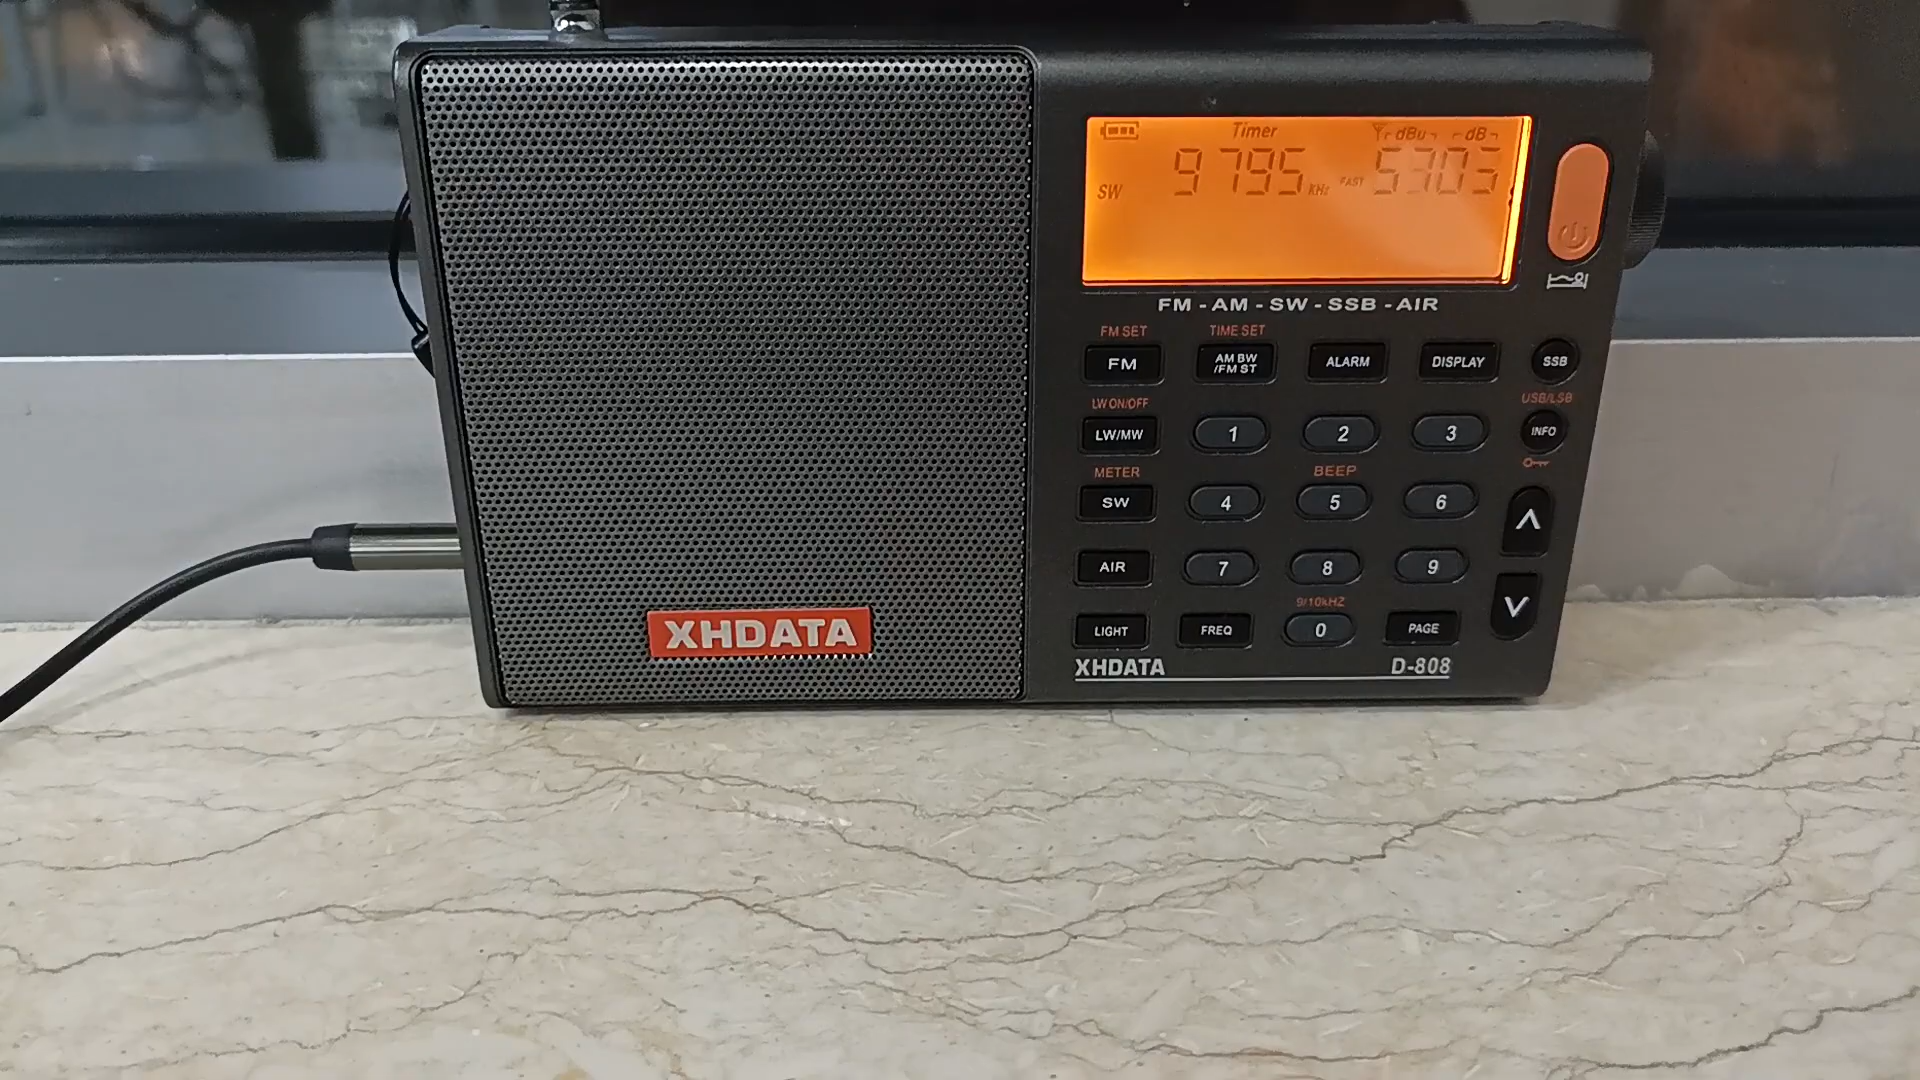 Timer dBu dB
SW 9795 KHz FAST 5303
FM - AM - SW - SSB - AIR
FM SET TIME SET
FM AM BW /FM ST ALARM DISPLAY SSB
LW ON/OFF USB/LSB
LW/MW 1 2 3 INFO
METER BEEP
SW 4 5 6
AIR 7 8 9
9/10kHZ
LIGHT FREQ 0 PAGE
XHDATA
XHDATA D-808